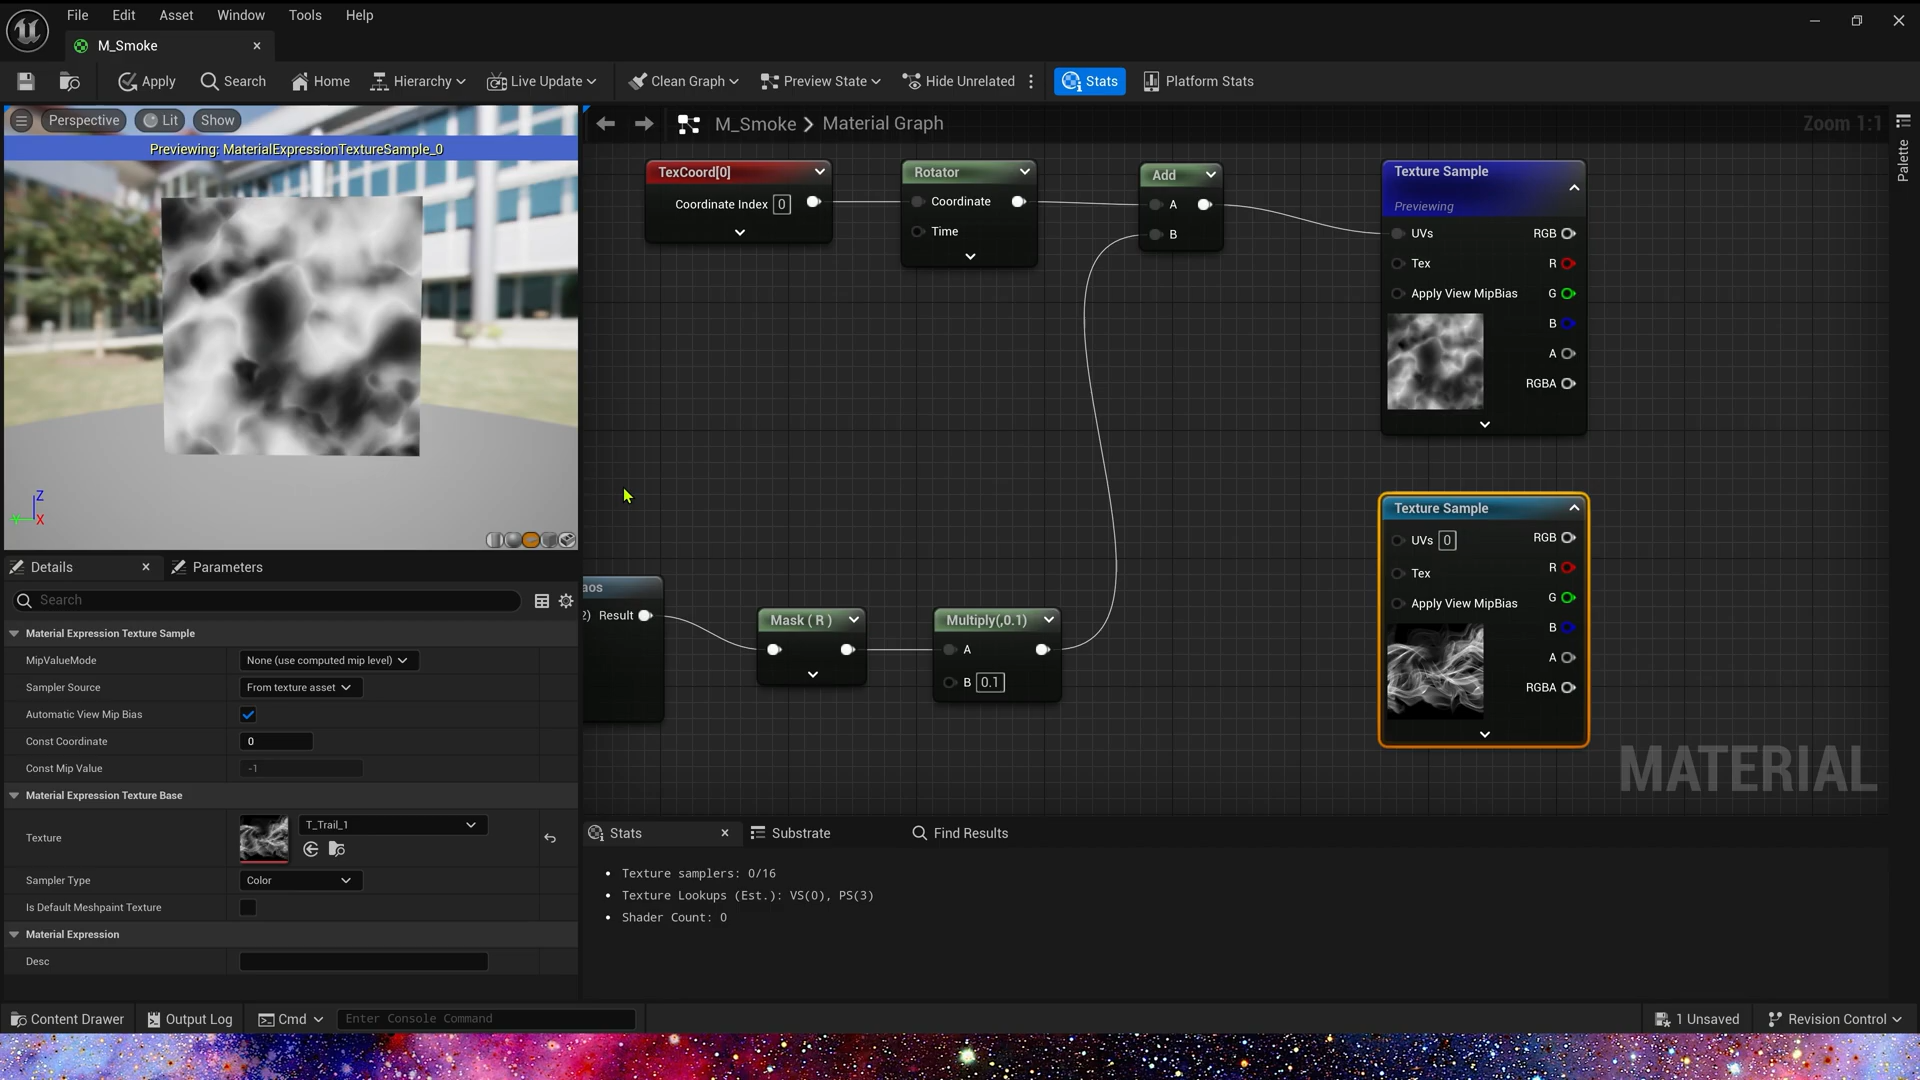 File Edit Asset Window Tools Help
M_Smoke
Apply Search Home Hierarchy Live Update Clean Graph Preview State Hide Unrelated Stats Platform Stats
Perspective Lit Show
Previewing: MaterialExpressionTextureSample_0
M_Smoke Material Graph
Zoom 1:1
Palette
TexCoord[0]
Coordinate Index 0
Rotator
Coordinate
Time
Add
A
B
Texture Sample
Previewing
UVs RGB
Tex R
Apply View MipBias G
B
A
RGBA
Z
X
Texture Sample
UVs 0 RGB
Tex R
Apply View MipBias G
B
A
RGBA
aos
2) Result
Mask ( R )
Multiply(,0.1)
A
B 0.1
MATERIAL
Details Parameters
Search
Material Expression Texture Sample
MipValueMode None (use computed mip level)
Sampler Source From texture asset
Automatic View Mip Bias
Const Coordinate 0
Const Mip Value -1
Material Expression Texture Base
Texture T_Trail_1
Sampler Type Color
Is Default Meshpaint Texture
Material Expression
Desc
Stats Substrate Find Results
Texture samplers: 0/16
Texture Lookups (Est.): VS(0), PS(3)
Shader Count: 0
Content Drawer Output Log Cmd Enter Console Command 1 Unsaved Revision Control